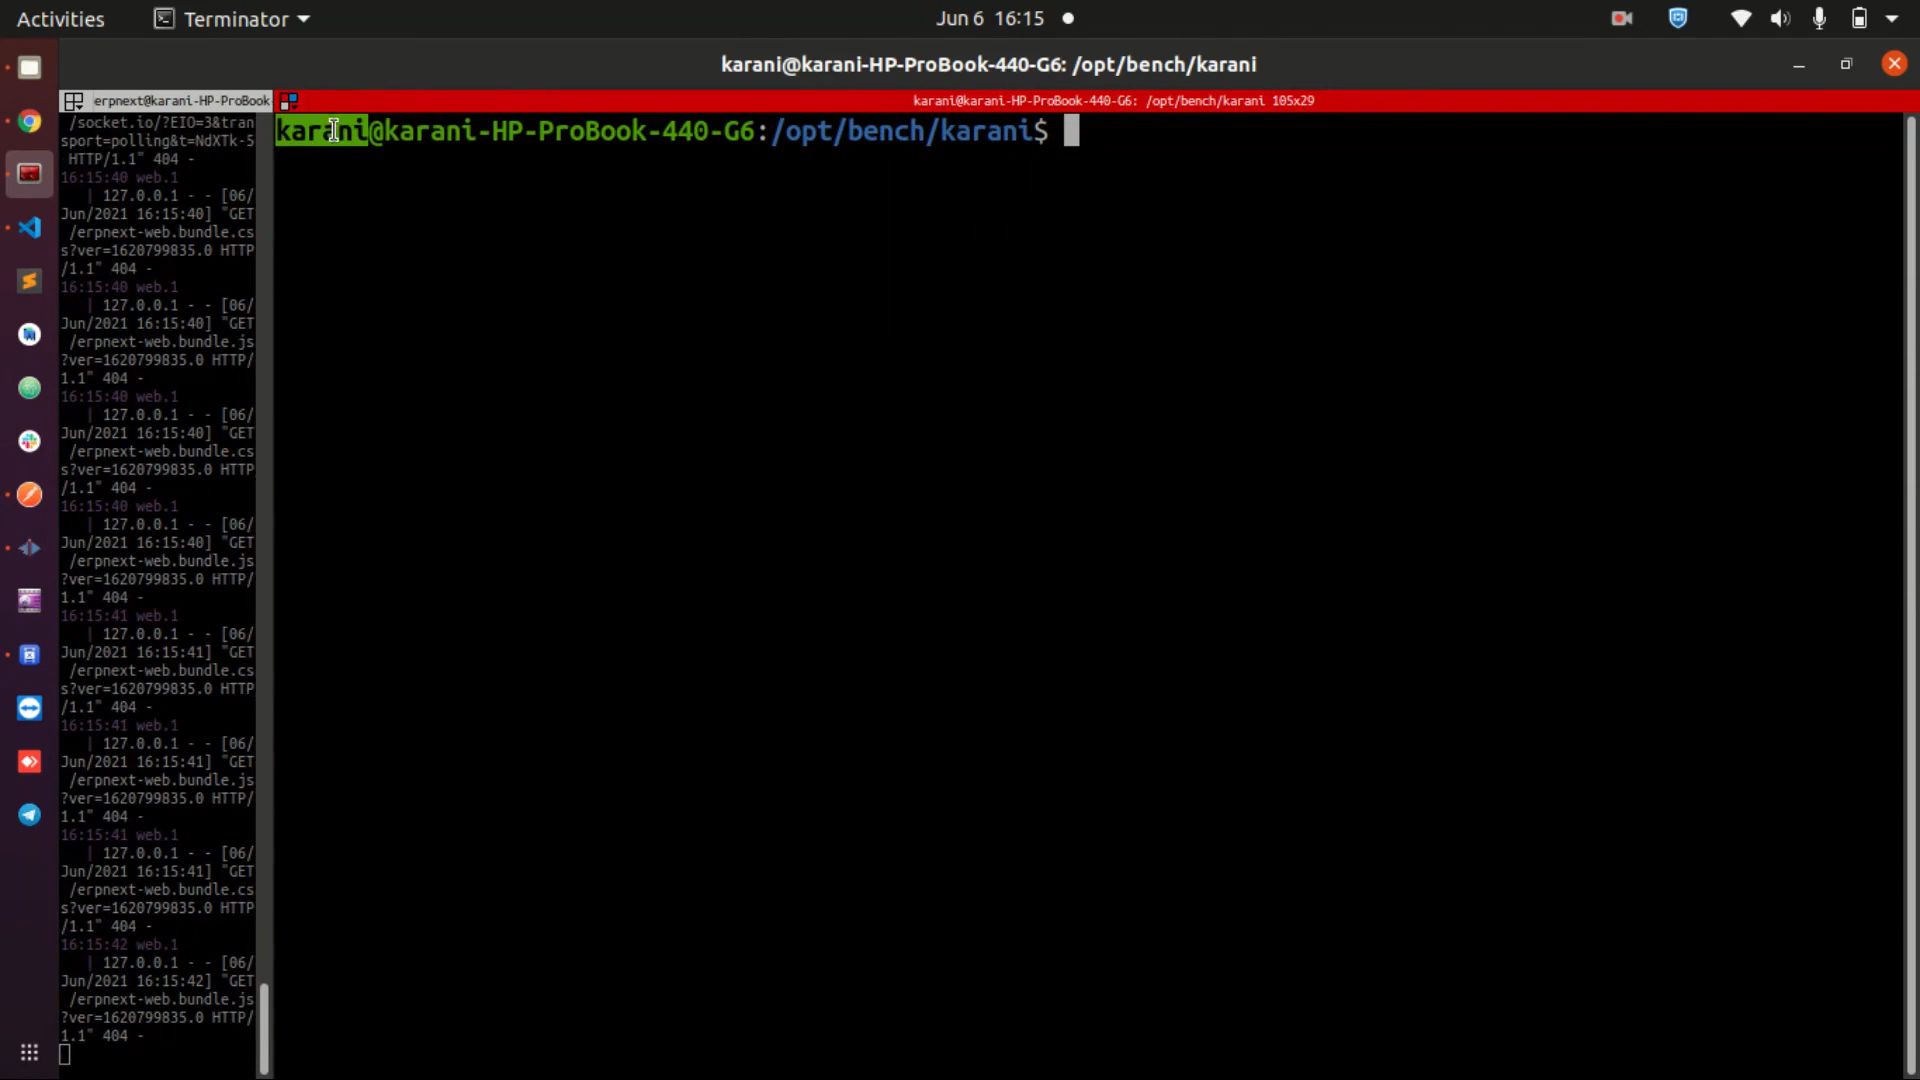 Activities
Terminator
Jun 6 16:15
karani@karani-HP-ProBook-440-G6: /opt/bench/karani
erpnext@karani-HP-ProBook-
karani@karani-HP-ProBook-440-G6: /opt/bench/karani 105x29
/socket.io/?EIO=3&tran
sport=polling&t=NdXTk-5
HTTP/1.1" 404 -
16:15:40 web.1
| 127.0.0.1 - - [06/
Jun/2021 16:15:40] "GET
/erpnext-web.bundle.cs
s?ver=1620799835.0 HTTP
/1.1" 404 -
16:15:40 web.1
| 127.0.0.1 - - [06/
Jun/2021 16:15:40] "GET
/erpnext-web.bundle.js
?ver=1620799835.0 HTTP/
1.1" 404 -
16:15:40 web.1
| 127.0.0.1 - - [06/
Jun/2021 16:15:40] "GET
/erpnext-web.bundle.cs
s?ver=1620799835.0 HTTP
/1.1" 404 -
16:15:40 web.1
| 127.0.0.1 - - [06/
Jun/2021 16:15:40] "GET
/erpnext-web.bundle.js
?ver=1620799835.0 HTTP/
1.1" 404 -
16:15:41 web.1
| 127.0.0.1 - - [06/
Jun/2021 16:15:41] "GET
/erpnext-web.bundle.cs
s?ver=1620799835.0 HTTP
/1.1" 404 -
16:15:41 web.1
| 127.0.0.1 - - [06/
Jun/2021 16:15:41] "GET
/erpnext-web.bundle.js
?ver=1620799835.0 HTTP/
1.1" 404 -
16:15:41 web.1
| 127.0.0.1 - - [06/
Jun/2021 16:15:41] "GET
/erpnext-web.bundle.cs
s?ver=1620799835.0 HTTP
/1.1" 404 -
16:15:42 web.1
| 127.0.0.1 - - [06/
Jun/2021 16:15:42] "GET
/erpnext-web.bundle.js
?ver=1620799835.0 HTTP/
1.1" 404 -
karani@karani-HP-ProBook-440-G6:/opt/bench/karani$